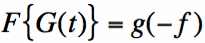 F{G(t)} = g(−f)